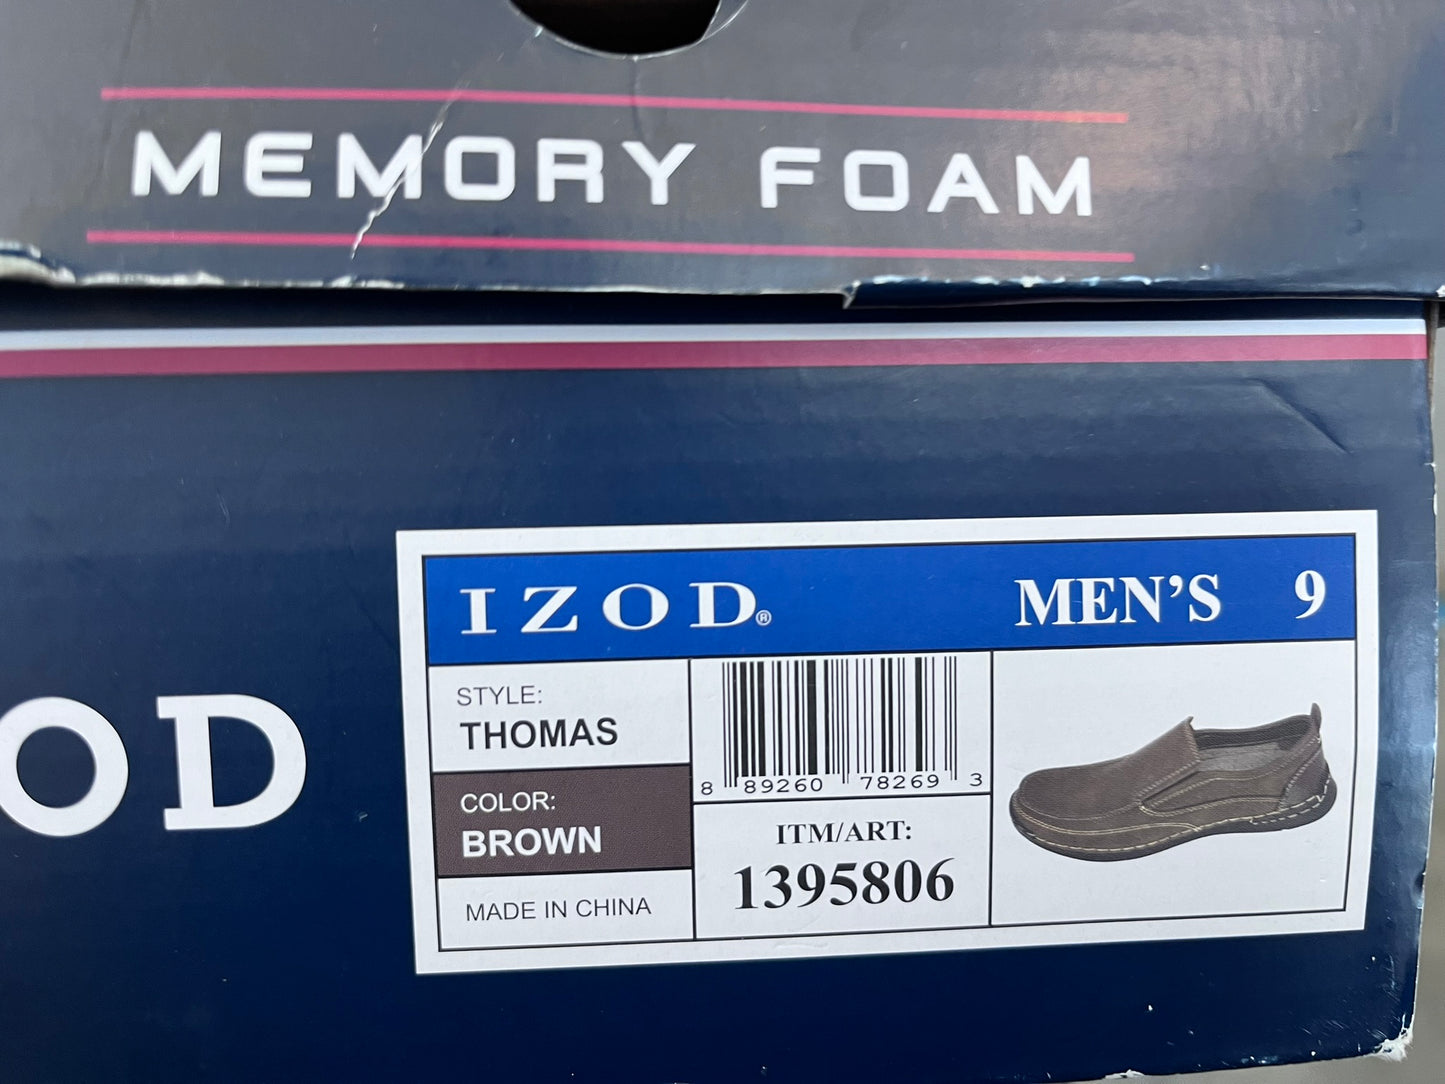 MEMORY FOAM
OD
IZOD® MEN'S 9
STYLE:
THOMAS
COLOR:
BROWN
MADE IN CHINA
8 89260 78269 3
ITM/ART:
1395806